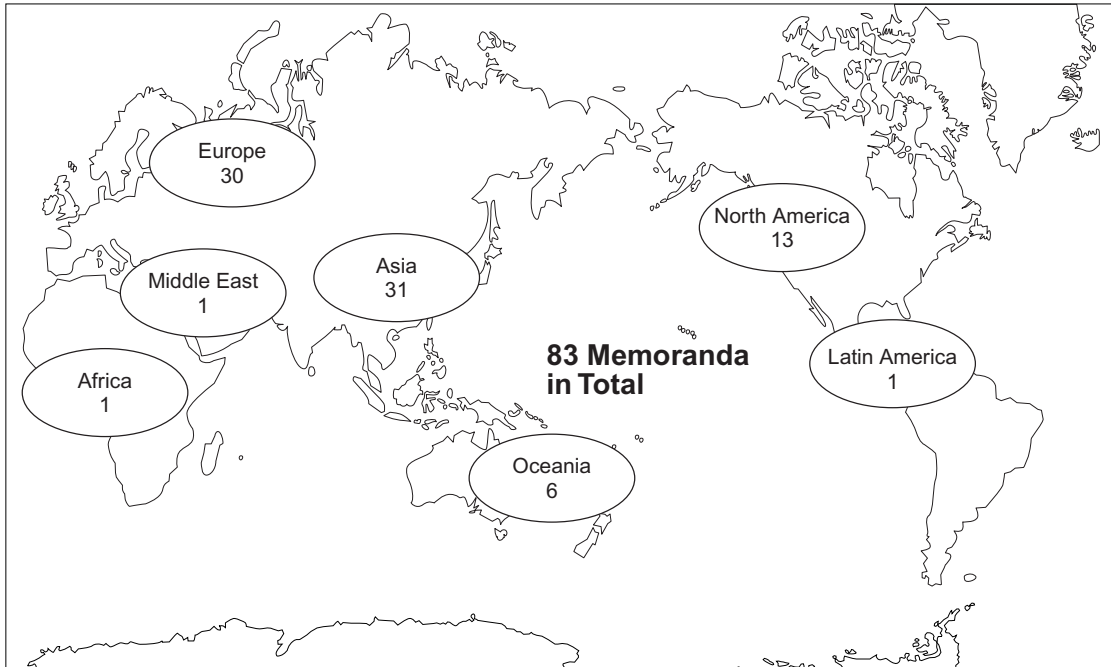 Europe
30
North America
13
Asia
31
Middle East
1
83 Memoranda
in Total
Latin America
1
Africa
1
Oceania
6